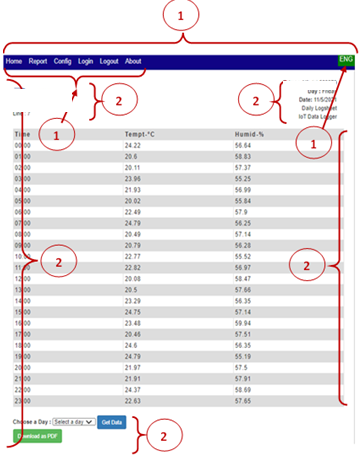 1
Home Report Config Login Logout About ENG
2
2
Day :
Date: 11/5/202
Daily Logsheet
IoT Data Logger
1
1
Time Tempt-°C Humid-%
00:00 24.22 56.64
01:00 20.6 58.83
02:00 20.11 57.37
03:00 23.96 55.25
04:00 21.93 56.99
05:00 20.02 55.84
06:00 22.49 57.9
07:00 24.79 56.25
08:00 20.49 57.14
09:00 20.79 56.28
10:00 22.77 55.52
11:00 22.82 56.97
12:00 20.08 58.47
13:00 20.5 57.66
14:00 23.29 56.35
15:00 24.75 57.14
16:00 23.48 59.94
17:00 20.46 57.51
18:00 24.6 56.35
19:00 24.79 55.19
20:00 21.97 57.5
21:00 21.91 57.91
22:00 24.37 58.69
23:00 22.63 57.65
2
2
Choose a Day : Select a day Get Data
Download as PDF
2